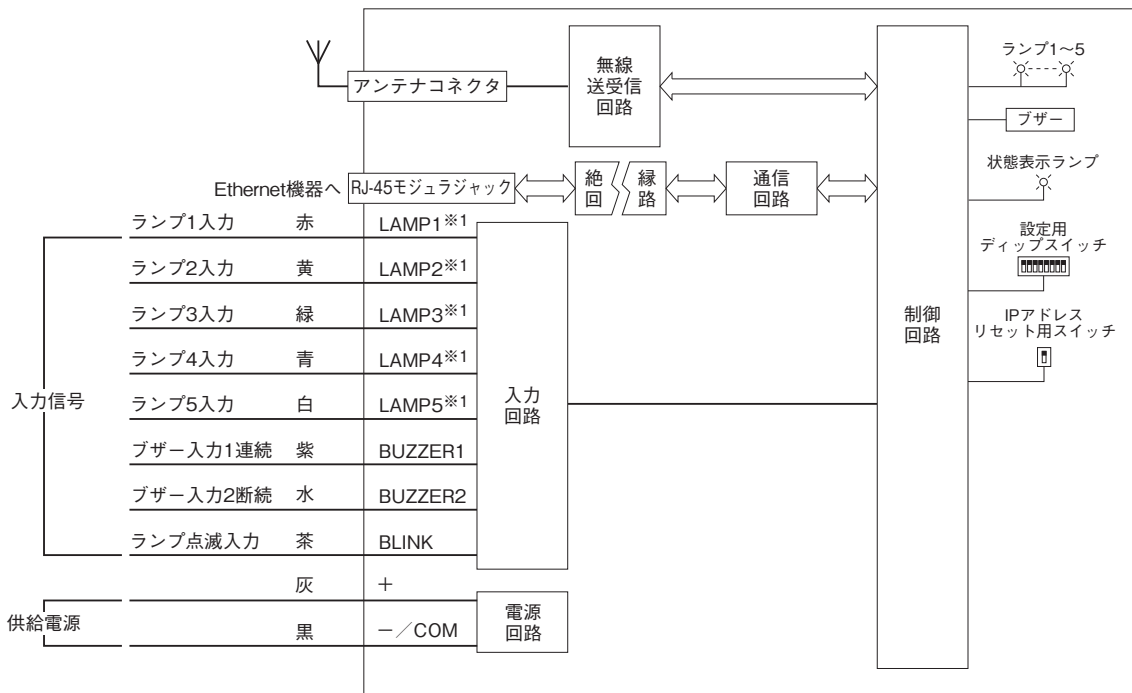 アンテナコネクタ
無線
送受信
回路
ランプ1～5
ブザー
Ethernet機器へ
RJ-45モジュラジャック
絶 縁
回 路
通信
回路
状態表示ランプ
設定用
ディップスイッチ
IPアドレス
リセット用スイッチ
制御
回路
入力信号
ランプ1入力 赤 LAMP1※1
ランプ2入力 黄 LAMP2※1
ランプ3入力 緑 LAMP3※1
ランプ4入力 青 LAMP4※1
ランプ5入力 白 LAMP5※1
ブザー入力1連続 紫 BUZZER1
ブザー入力2断続 水 BUZZER2
ランプ点滅入力 茶 BLINK
入力
回路
供給電源
灰 ＋
黒 －／COM
電源
回路